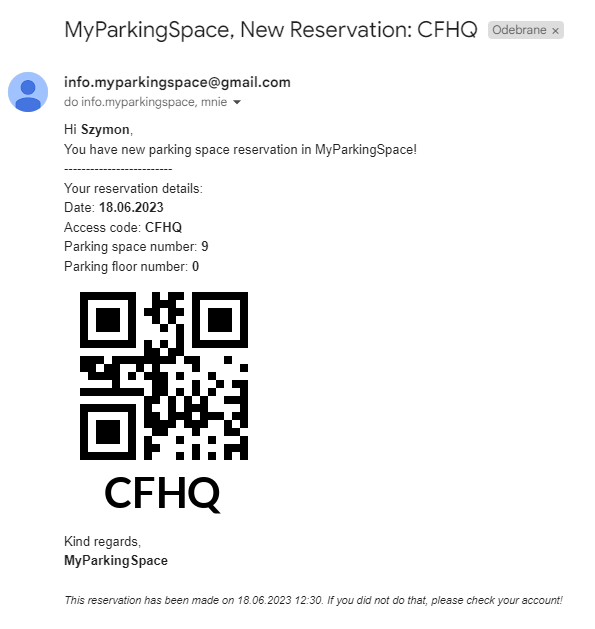 MyParkingSpace, New Reservation: CFHQ Odebrane ×
info.myparkingspace@gmail.com
do info.myparkingspace, mnie
Hi Szymon,
You have new parking space reservation in MyParkingSpace!
-------------------------
Your reservation details:
Date: 18.06.2023
Access code: CFHQ
Parking space number: 9
Parking floor number: 0
CFHQ
Kind regards,
MyParkingSpace
This reservation has been made on 18.06.2023 12:30. If you did not do that, please check your account!